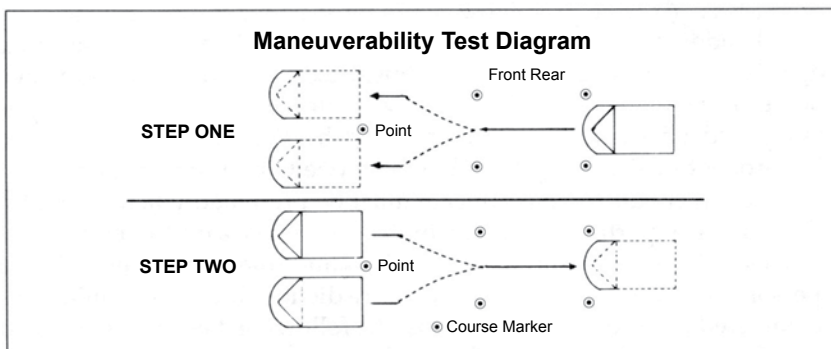 Maneuverability Test Diagram
Front Rear
STEP ONE
Point
STEP TWO
Point
Course Marker